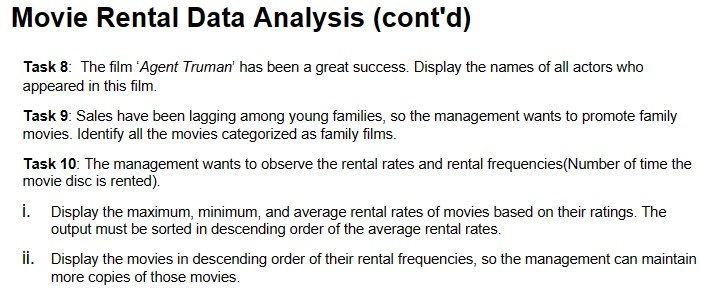 Movie Rental Data Analysis (cont'd)
Task 8:  The film 'Agent Truman' has been a great success. Display the names of all actors who
appeared in this film.
Task 9: Sales have been lagging among young families, so the management wants to promote family
movies. Identify all the movies categorized as family films.
Task 10: The management wants to observe the rental rates and rental frequencies(Number of time the
movie disc is rented).
i. Display the maximum, minimum, and average rental rates of movies based on their ratings. The
output must be sorted in descending order of the average rental rates.
ii. Display the movies in descending order of their rental frequencies, so the management can maintain
more copies of those movies.